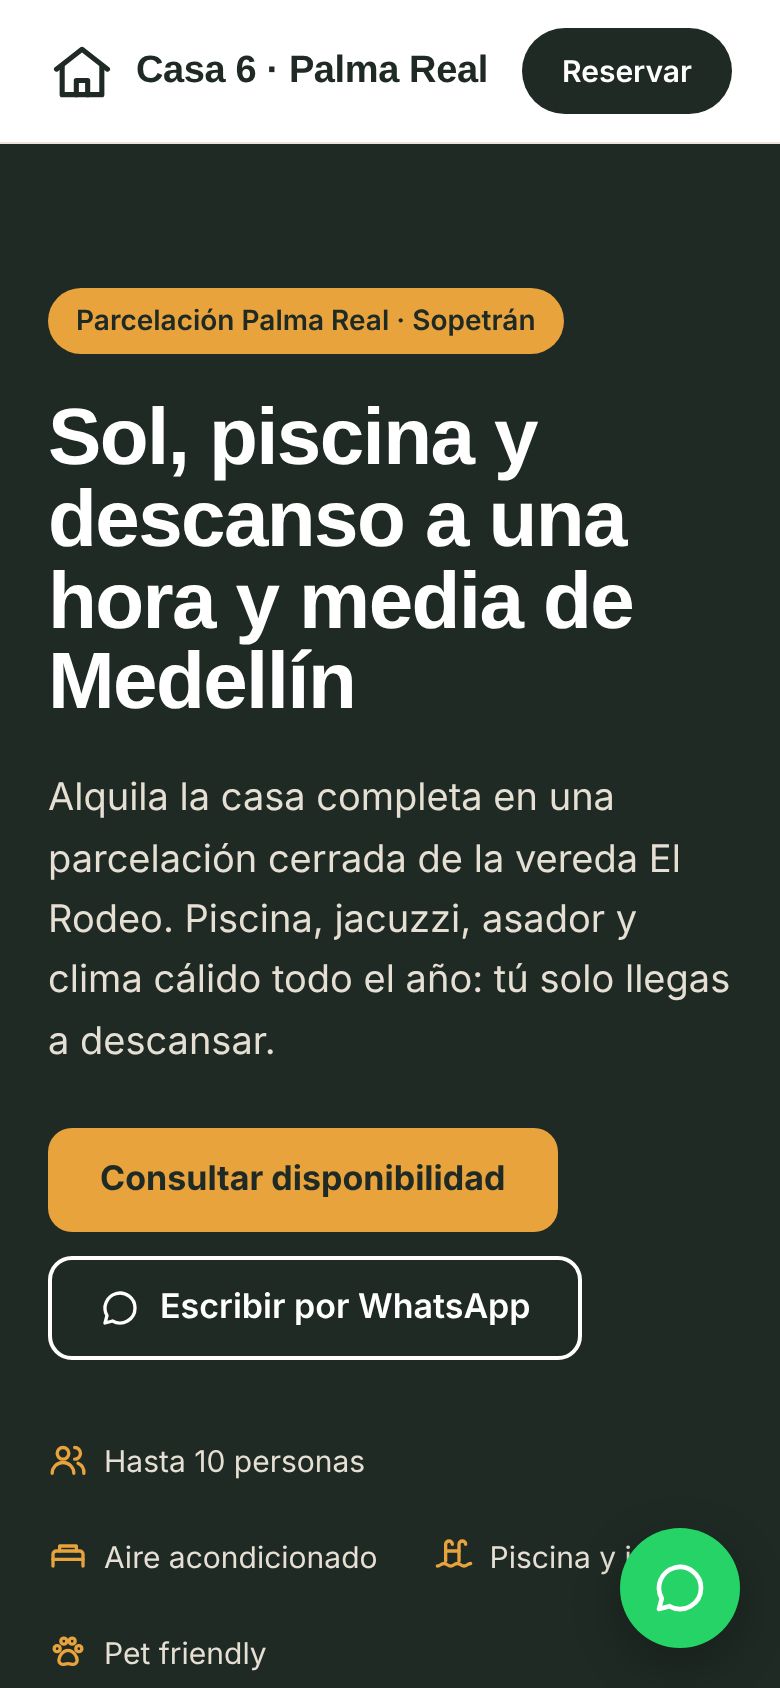 Casa 6 · Palma Real
Reservar
Parcelación Palma Real · Sopetrán
Sol, piscina y
descanso a una
hora y media de
Medellín
Alquila la casa completa en una
parcelación cerrada de la vereda El
Rodeo. Piscina, jacuzzi, asador y
clima cálido todo el año: tú solo llegas
a descansar.
Consultar disponibilidad
Escribir por WhatsApp
Hasta 10 personas
Aire acondicionado
Piscina y
Pet friendly